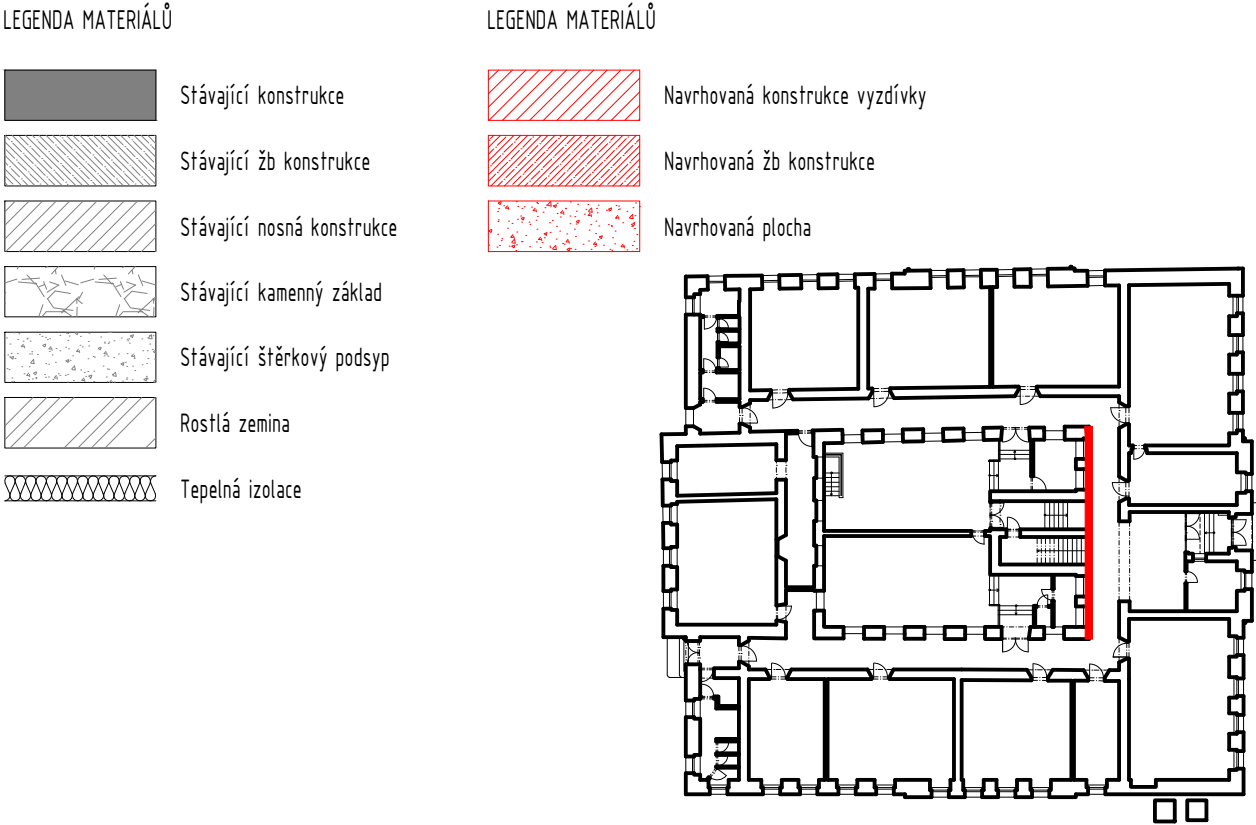 LEGENDA MATERIÁLŮ
Stávající konstrukce
Stávající žb konstrukce
Stávající nosná konstrukce
Stávající kamenný základ
Stávající štěrkový podsyp
Rostlá zemina
Tepelná izolace
LEGENDA MATERIÁLŮ
Navrhovaná konstrukce vyzdívky
Navrhovaná žb konstrukce
Navrhovaná plocha